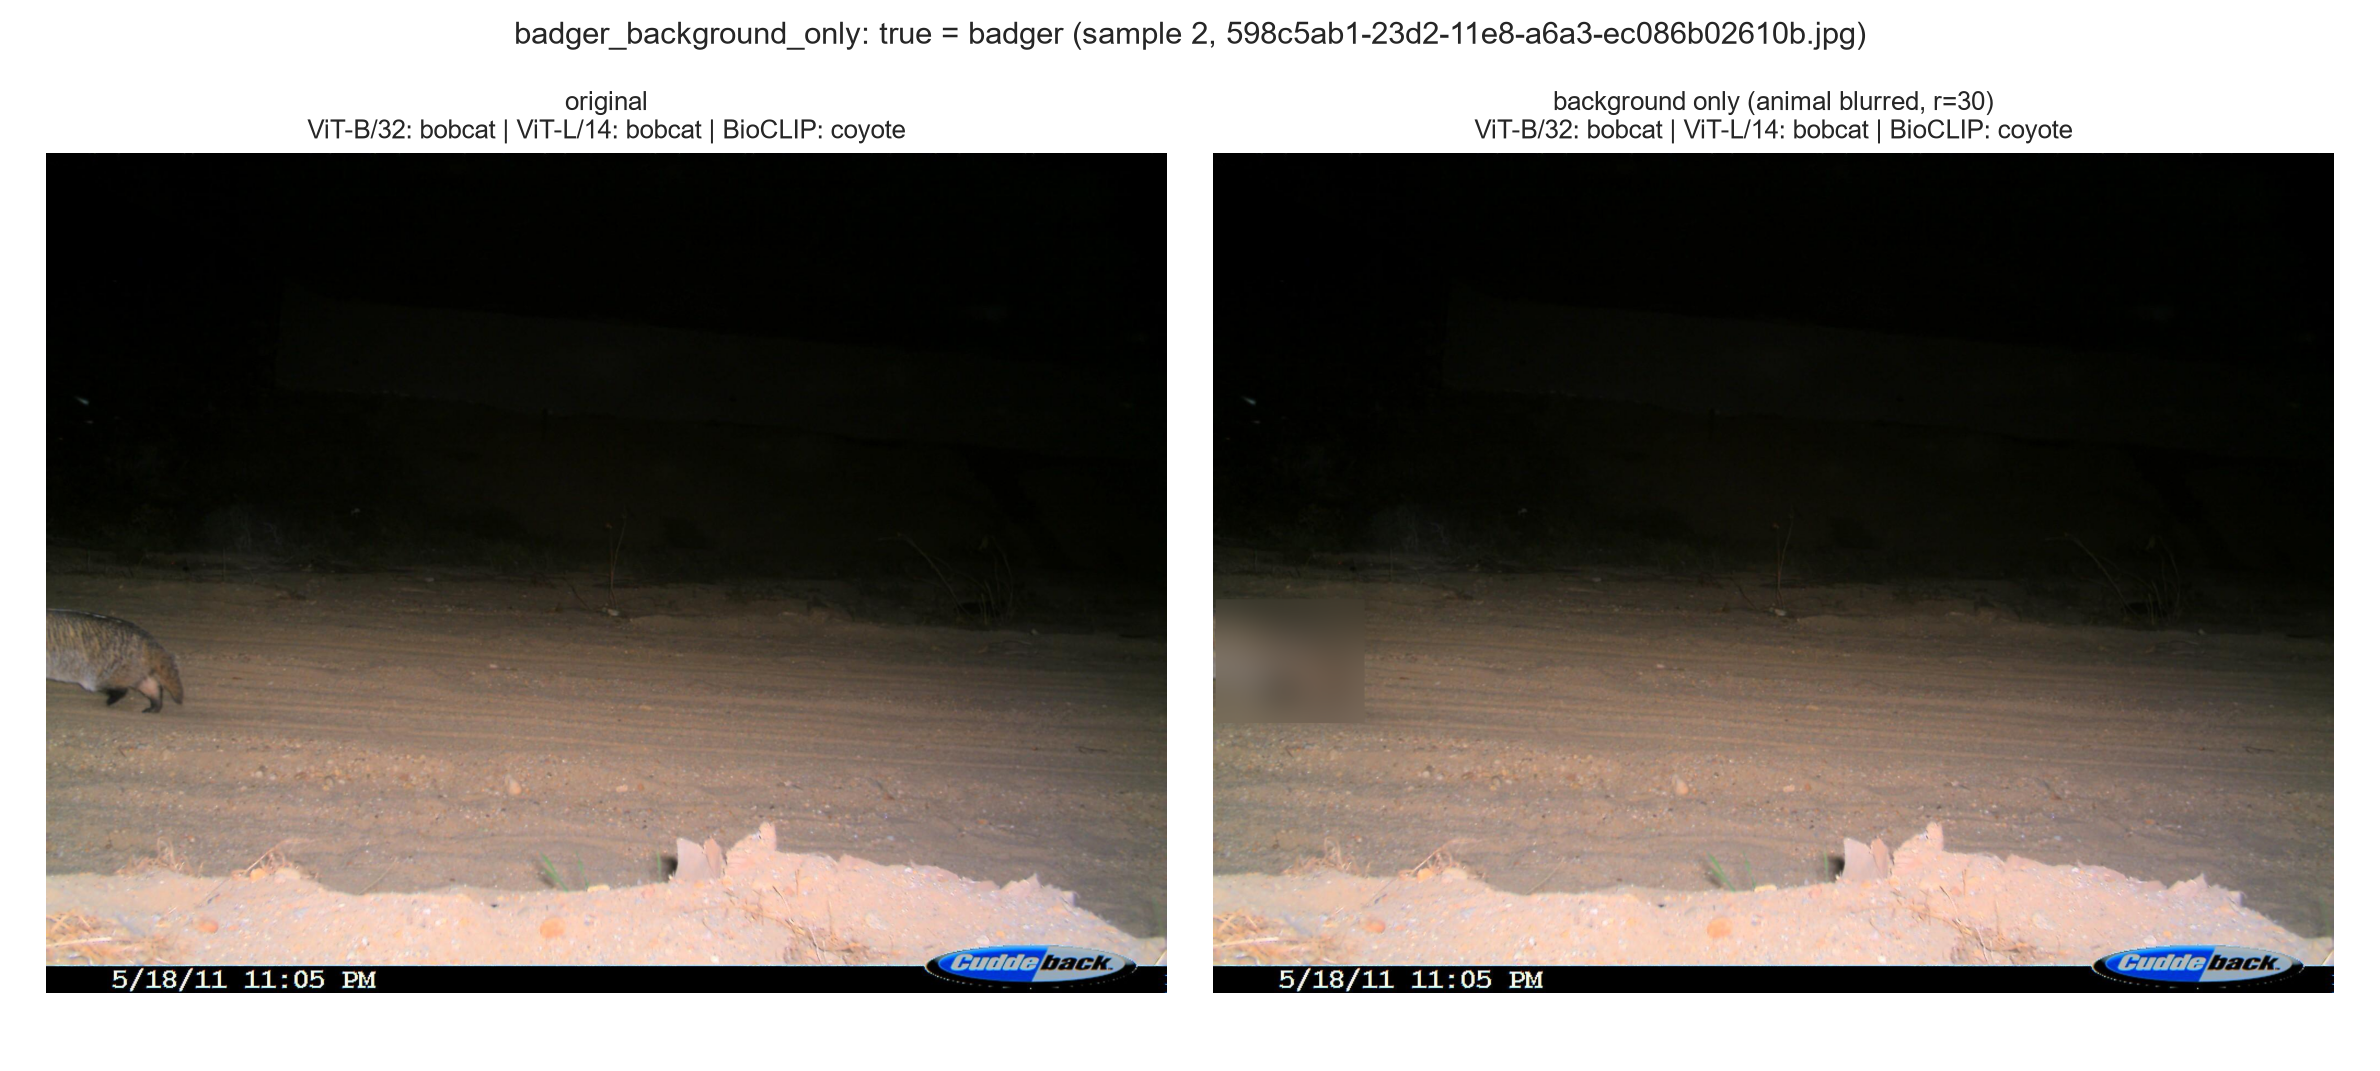 badger_background_only: true = badger (sample 2, 598c5ab1-23d2-11e8-a6a3-ec086b02610b.jpg)
original
ViT-B/32: bobcat | ViT-L/14: bobcat | BioCLIP: coyote
background only (animal blurred, r=30)
ViT-B/32: bobcat | ViT-L/14: bobcat | BioCLIP: coyote
Cuddeback
5/18/11 11:05 PM
Cuddeback
5/18/11 11:05 PM